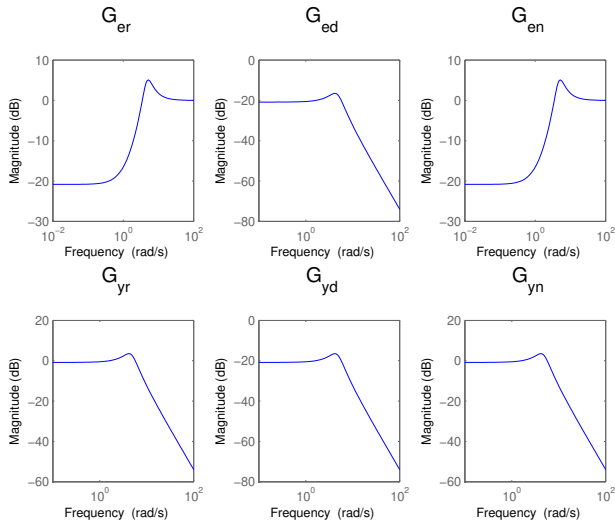 G_er
10
0
−10
−20
−30
Magnitude (dB)
10^−2
10^0
10^2
Frequency (rad/s)
G_ed
0
−20
−40
−60
−80
Magnitude (dB)
10^0
10^2
Frequency (rad/s)
G_en
10
0
−10
−20
−30
Magnitude (dB)
10^−2
10^0
10^2
Frequency (rad/s)
G_yr
20
0
−20
−40
−60
Magnitude (dB)
10^0
10^2
Frequency (rad/s)
G_yd
0
−20
−40
−60
−80
Magnitude (dB)
10^0
10^2
Frequency (rad/s)
G_yn
20
0
−20
−40
−60
Magnitude (dB)
10^0
10^2
Frequency (rad/s)